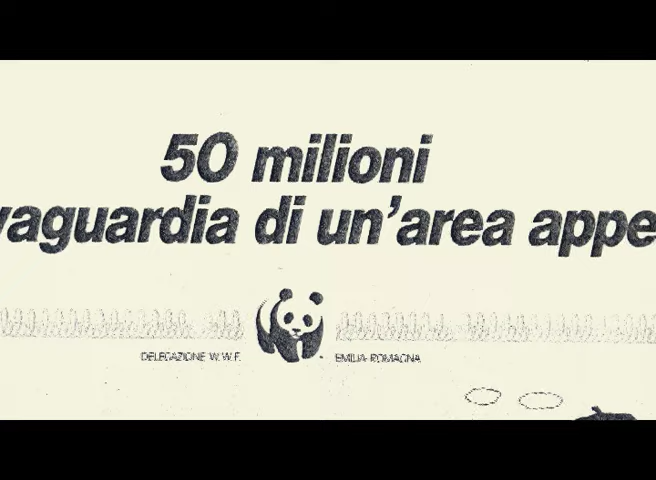 50 milioni
vaguardia di un'area appe
DELEGAZIONE W.W.F. EMILIA-ROMAGNA